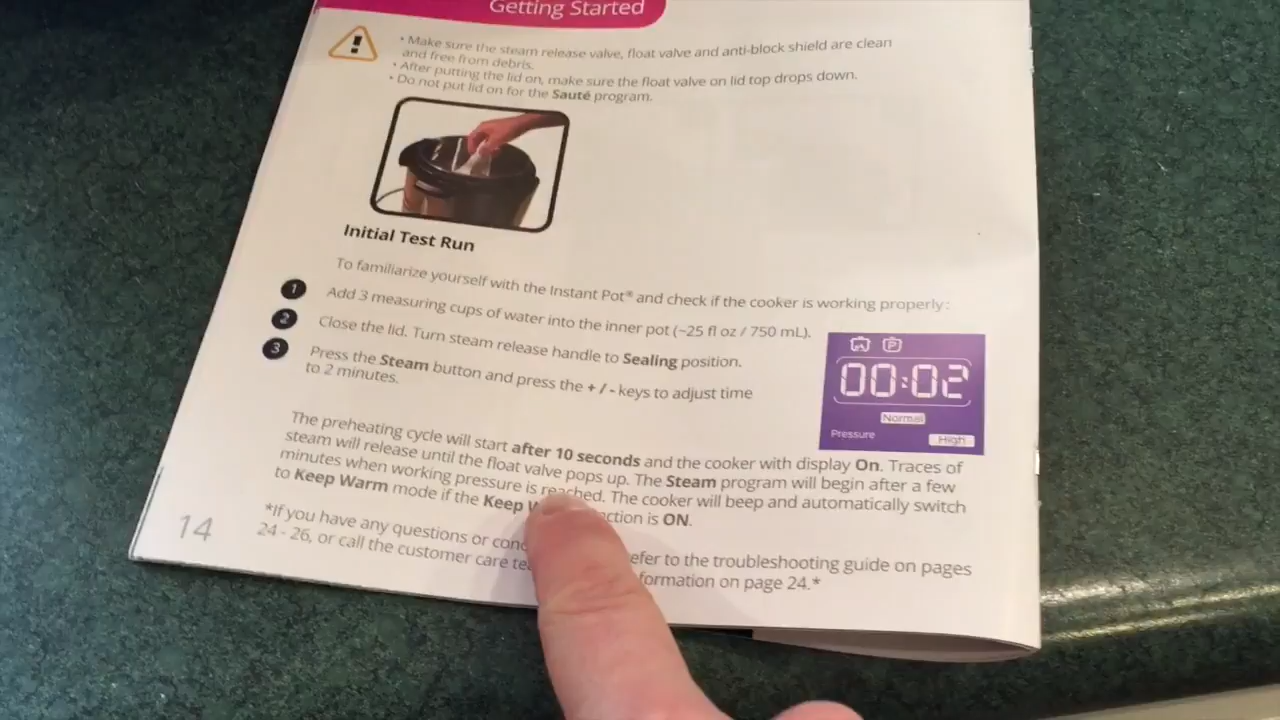 Getting Started
• Make sure the steam release valve, float valve and anti-block shield are clean
and free from debris.
• After putting the lid on, make sure the float valve on lid top drops down.
• Do not put lid on for the Sauté program.
Initial Test Run
To familiarize yourself with the Instant Pot® and check if the cooker is working properly:
1 Add 3 measuring cups of water into the inner pot (~25 fl oz / 750 mL).
2 Close the lid. Turn steam release handle to Sealing position.
3 Press the Steam button and press the + / - keys to adjust time
to 2 minutes.
P
00:02
Normal
Pressure High
The preheating cycle will start after 10 seconds and the cooker with display On. Traces of
steam will release until the float valve pops up. The Steam program will begin after a few
minutes when working pressure is reached. The cooker will beep and automatically switch
to Keep Warm mode if the Keep is ON.
*If you have any questions or refer to the troubleshooting guide on pages
24 - 26, or call the customer care on page 24.*
14